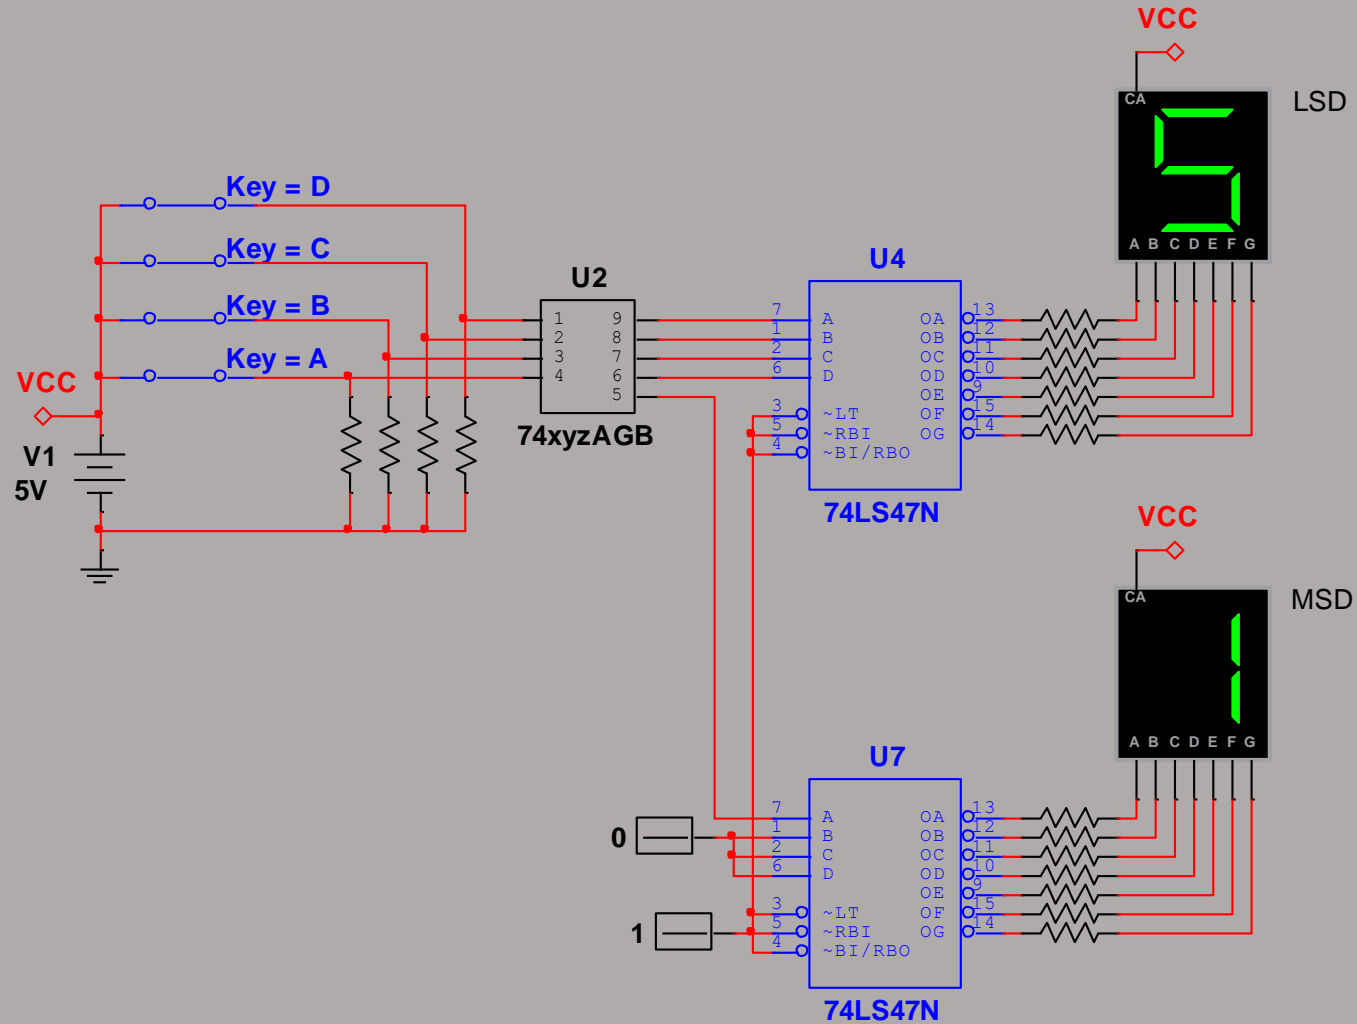 VCC
CA
LSD
5
A B C D E F G
Key = D
Key = C
Key = B
Key = A
VCC
V1
5V
U2
1 9
2 8
3 7
4 6
5
74xyzAGB
U4
7 A OA 13
1 B OB 12
2 C OC 11
6 D OD 10
OE 9
3 ~LT OF 15
5 ~RBI OG 14
4 ~BI/RBO
74LS47N
VCC
CA
MSD
1
A B C D E F G
U7
7 A OA 13
0 1 B OB 12
2 C OC 11
6 D OD 10
OE 9
3 ~LT OF 15
1 5 ~RBI OG 14
4 ~BI/RBO
74LS47N